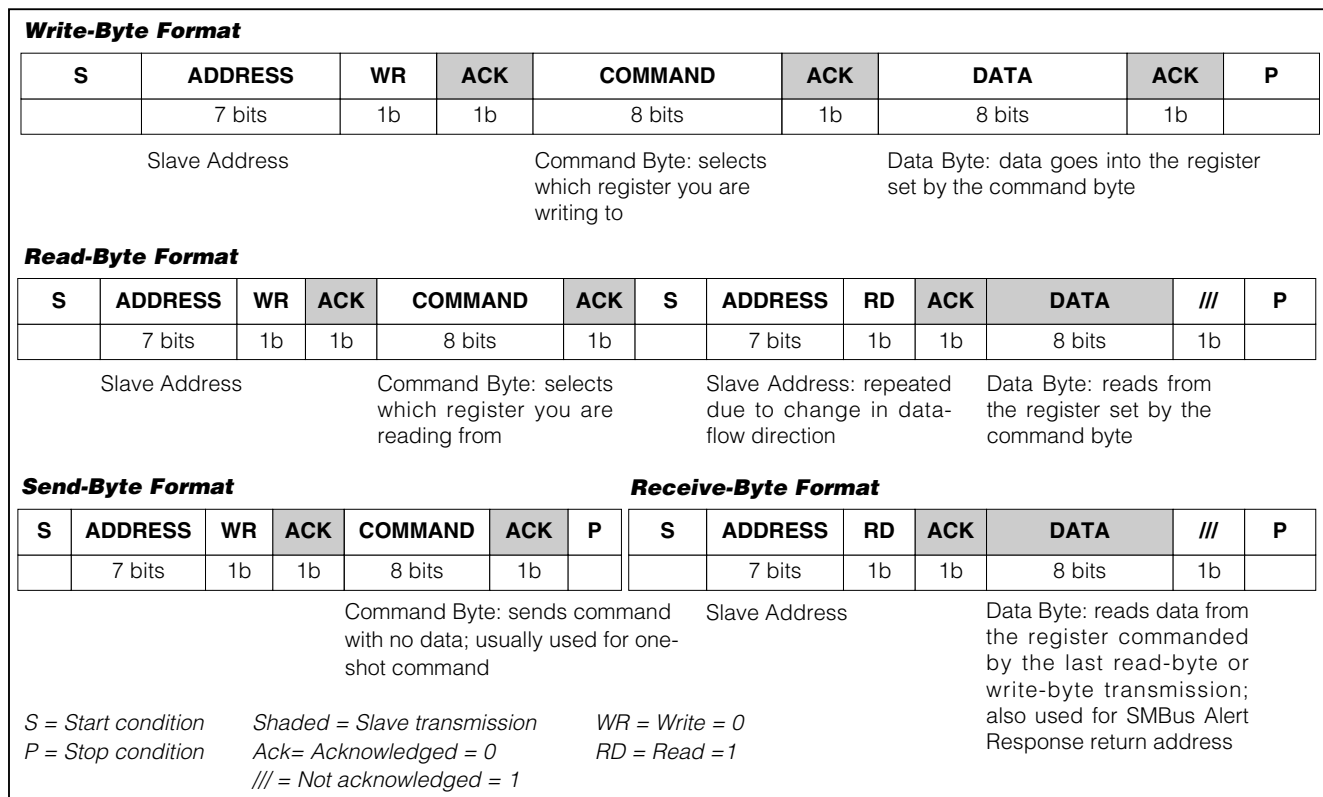 Write-Byte Format
S ADDRESS WR ACK COMMAND ACK DATA ACK P
7 bits 1b 1b 8 bits 1b 8 bits 1b
Slave Address
Command Byte: selects
which register you are
writing to
Data Byte: data goes into the register
set by the command byte
Read-Byte Format
S ADDRESS WR ACK COMMAND ACK S ADDRESS RD ACK DATA /// P
7 bits 1b 1b 8 bits 1b 7 bits 1b 1b 8 bits 1b
Slave Address
Command Byte: selects
which register you are
reading from
Slave Address: repeated
due to change in data-
flow direction
Data Byte: reads from
the register set by the
command byte
Send-Byte Format
S ADDRESS WR ACK COMMAND ACK P
7 bits 1b 1b 8 bits 1b
Command Byte: sends command
with no data; usually used for one-
shot command
Receive-Byte Format
S ADDRESS RD ACK DATA /// P
7 bits 1b 1b 8 bits 1b
Slave Address
Data Byte: reads data from
the register commanded
by the last read-byte or
write-byte transmission;
also used for SMBus Alert
Response return address
S = Start condition Shaded = Slave transmission WR = Write = 0
P = Stop condition Ack= Acknowledged = 0 RD = Read =1
/// = Not acknowledged = 1